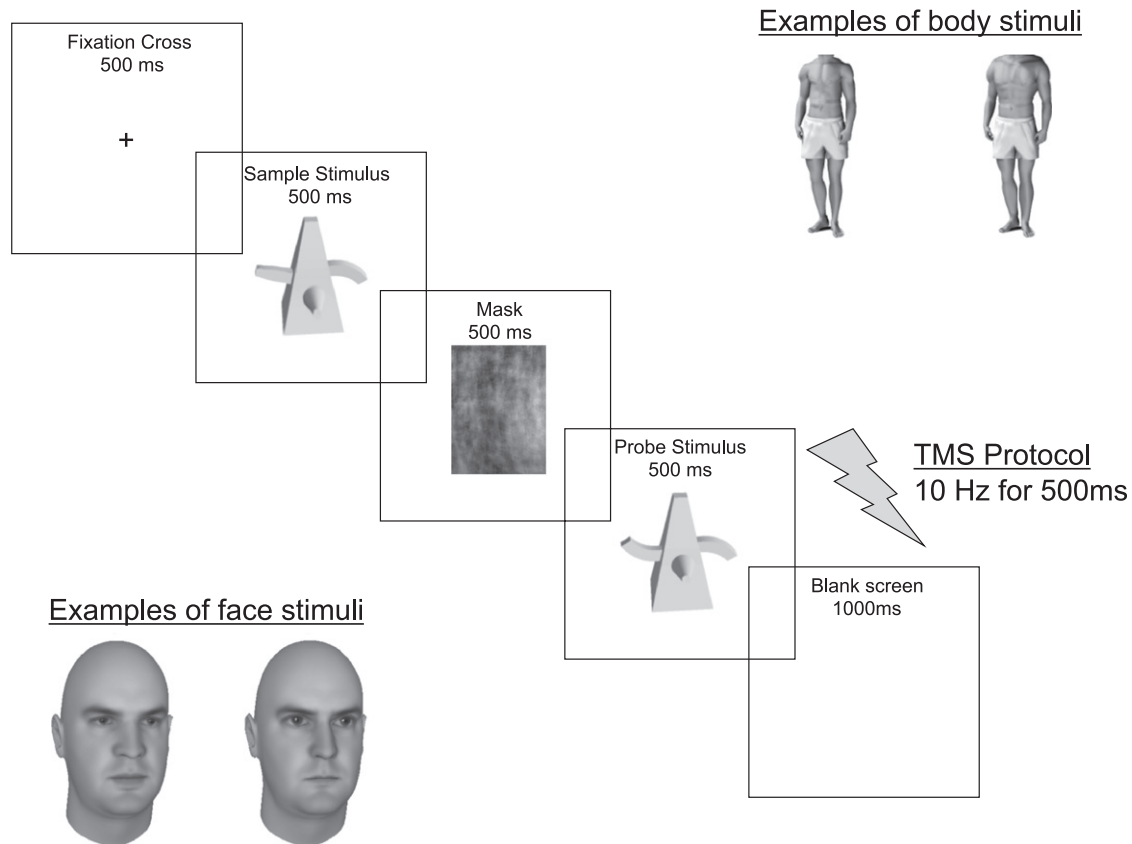 Fixation Cross
500 ms
+
Examples of body stimuli
Sample Stimulus
500 ms
Mask
500 ms
Probe Stimulus
500 ms
TMS Protocol
10 Hz for 500ms
Blank screen
1000ms
Examples of face stimuli